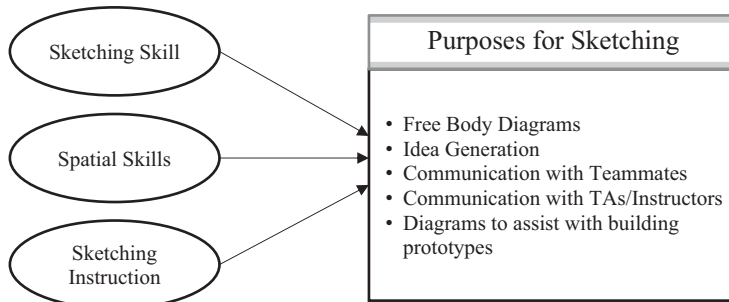 Sketching Skill
Spatial Skills
Sketching
Instruction
Purposes for Sketching
• Free Body Diagrams
• Idea Generation
• Communication with Teammates
• Communication with TAs/Instructors
• Diagrams to assist with building
prototypes